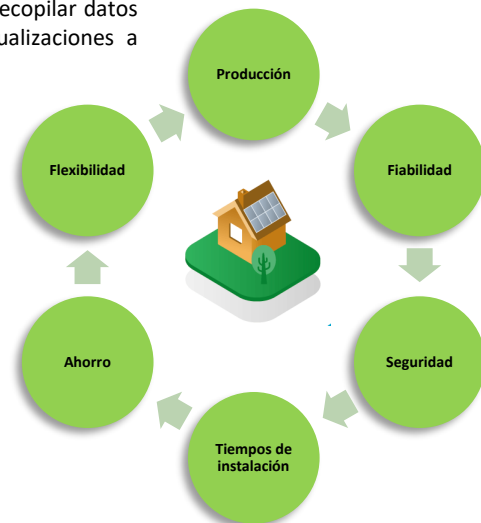 ecopilar datos
ualizaciones a
Producción
Fiabilidad
Seguridad
Tiempos de
instalación
Ahorro
Flexibilidad